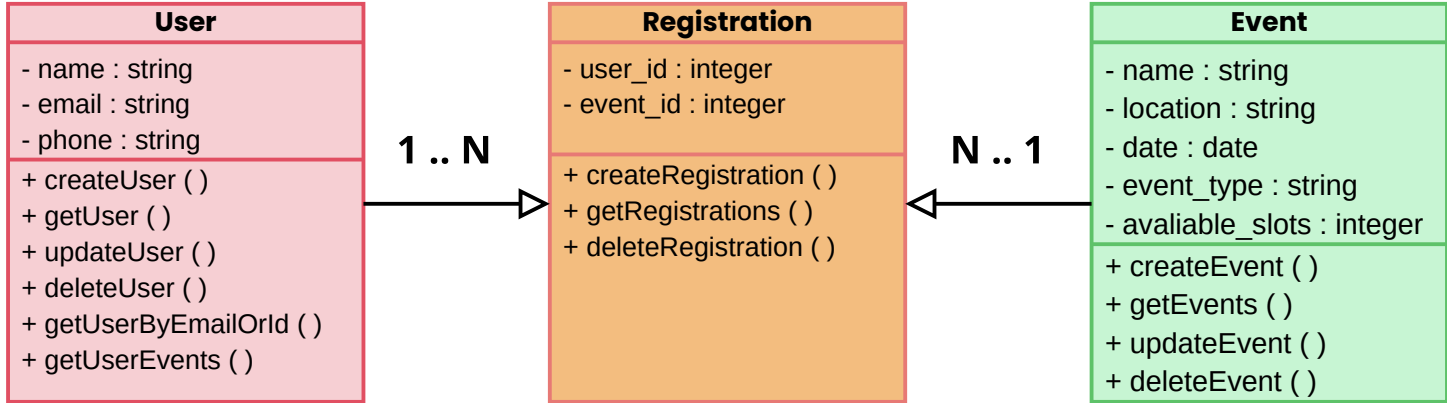 User
- name : string
- email : string
- phone : string
+ createUser ( )
+ getUser ( )
+ updateUser ( )
+ deleteUser ( )
+ getUserByEmailOrId ( )
+ getUserEvents ( )
1 .. N
Registration
- user_id : integer
- event_id : integer
+ createRegistration ( )
+ getRegistrations ( )
+ deleteRegistration ( )
N .. 1
Event
- name : string
- location : string
- date : date
- event_type : string
- avaliable_slots : integer
+ createEvent ( )
+ getEvents ( )
+ updateEvent ( )
+ deleteEvent ( )